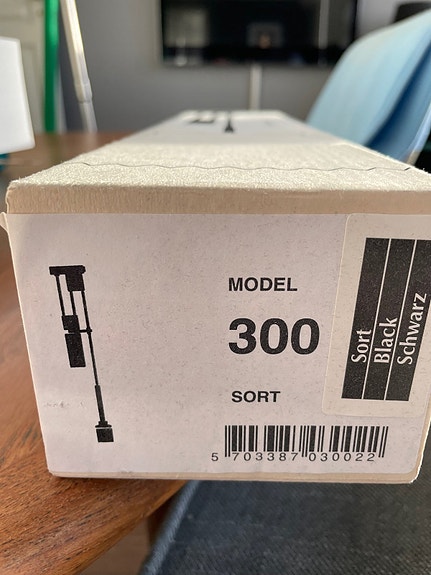 MODEL
300
SORT
5 703387 030022
Sort
Black
Schwarz